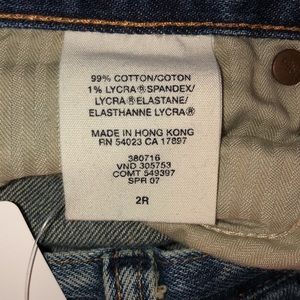 99% COTTON/COTON
1% LYCRA®SPANDEX/
LYCRA®ELASTANE/
ELASTHANNE LYCRA®
MADE IN HONG KONG
RN 54023 CA 17897
380716
VND 305753
COMT 549397
SPR 07
2R